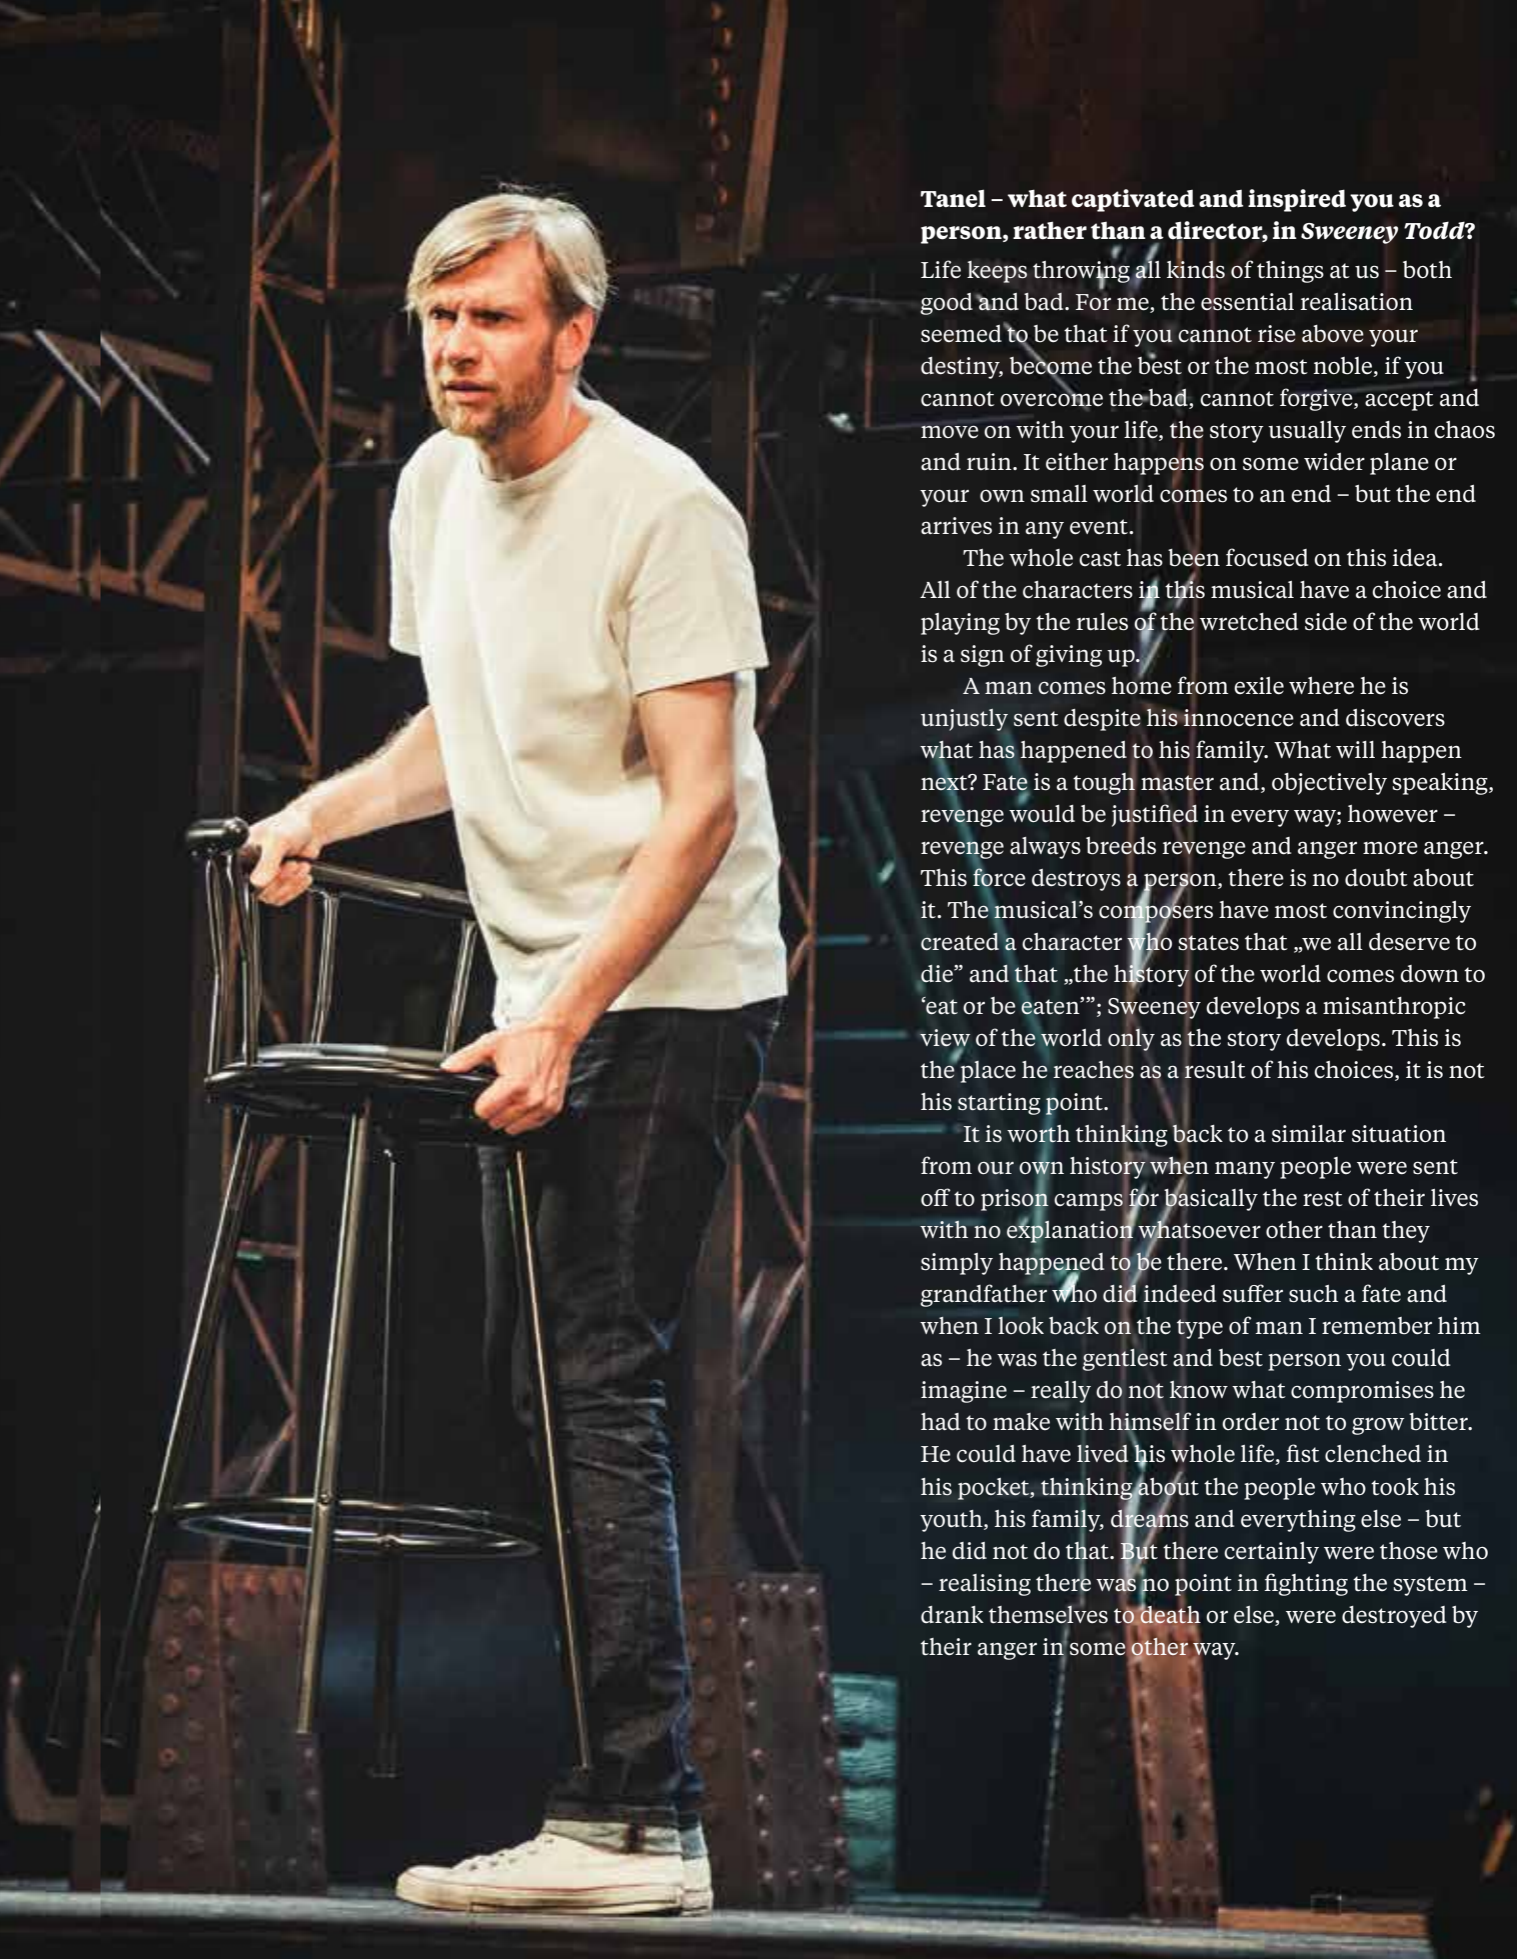 Tanel – what captivated and inspired you as a
person, rather than a director, in Sweeney Todd?
Life keeps throwing all kinds of things at us – both
good and bad. For me, the essential realisation
seemed to be that if you cannot rise above your
destiny, become the best or the most noble, if you
cannot overcome the bad, cannot forgive, accept and
move on with your life, the story usually ends in chaos
and ruin. It either happens on some wider plane or
your own small world comes to an end – but the end
arrives in any event.
The whole cast has been focused on this idea.
All of the characters in this musical have a choice and
playing by the rules of the wretched side of the world
is a sign of giving up.
A man comes home from exile where he is
unjustly sent despite his innocence and discovers
what has happened to his family. What will happen
next? Fate is a tough master and, objectively speaking,
revenge would be justified in every way; however –
revenge always breeds revenge and anger more anger.
This force destroys a person, there is no doubt about
it. The musical’s composers have most convincingly
created a character who states that „we all deserve to
die” and that „the history of the world comes down to
‘eat or be eaten’”; Sweeney develops a misanthropic
view of the world only as the story develops. This is
the place he reaches as a result of his choices, it is not
his starting point.
It is worth thinking back to a similar situation
from our own history when many people were sent
off to prison camps for basically the rest of their lives
with no explanation whatsoever other than they
simply happened to be there. When I think about my
grandfather who did indeed suffer such a fate and
when I look back on the type of man I remember him
as – he was the gentlest and best person you could
imagine – really do not know what compromises he
had to make with himself in order not to grow bitter.
He could have lived his whole life, fist clenched in
his pocket, thinking about the people who took his
youth, his family, dreams and everything else – but
he did not do that. But there certainly were those who
– realising there was no point in fighting the system –
drank themselves to death or else, were destroyed by
their anger in some other way.